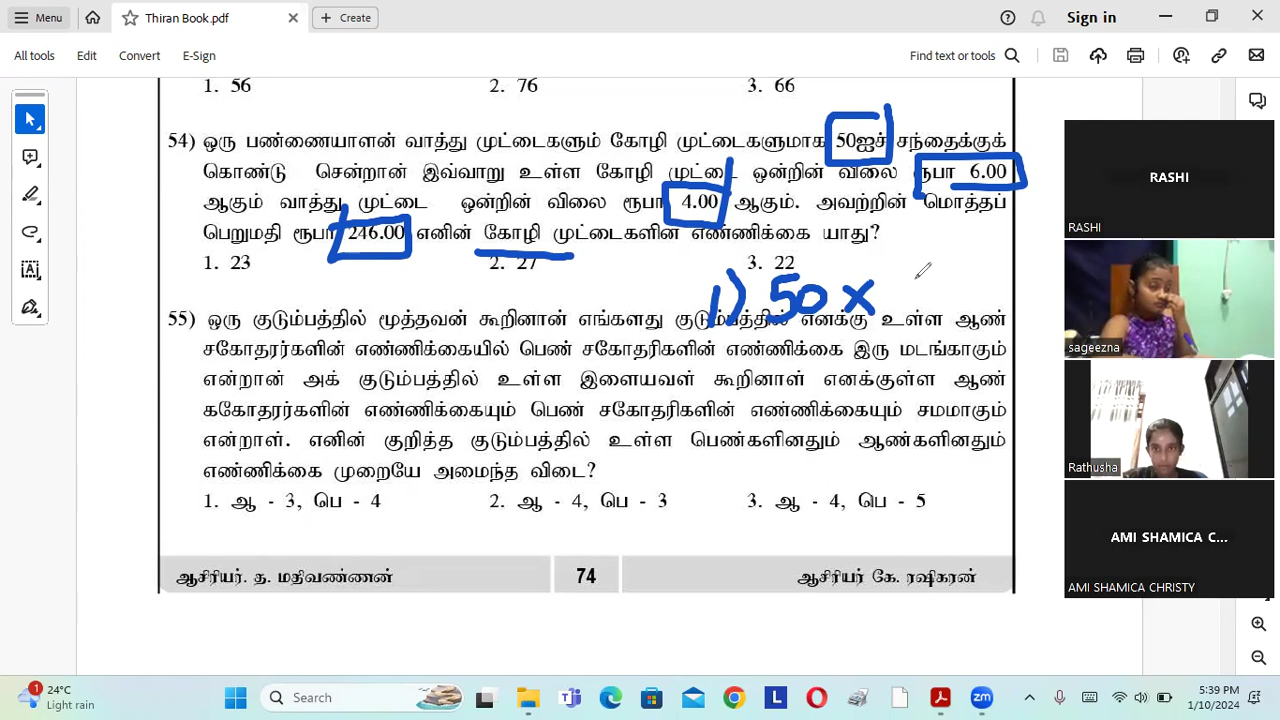 Menu
Thiran Book.pdf
Create
Sign in
All tools
Edit
Convert
E-Sign
Find text or tools
1. 56 2. 76 3. 66
54) ஒரு பண்ணையாளன் வாத்து முட்டைகளும் கோழி முட்டைகளுமாக 50ஐச் சந்தைக்குக்
கொண்டு சென்றான் இவ்வாறு உள்ள கோழி முட்டை ஒன்றின் விலை ரூபா 6.00
ஆகும் வாத்து முட்டை ஒன்றின் விலை ரூபா 4.00 ஆகும். அவற்றின் மொத்தப்
பெறுமதி ரூபா 246.00 எனின் கோழி முட்டைகளின் எண்ணிக்கை யாது?
1. 23 2. 27 3. 22
1) 50 x
55) ஒரு குடும்பத்தில் மூத்தவன் கூறினான் எங்களது குடும்பத்தில் எனக்கு உள்ள ஆண்
சகோதரர்களின் எண்ணிக்கையில் பெண் சகோதரிகளின் எண்ணிக்கை இரு மடங்காகும்
என்றான் அக் குடும்பத்தில் உள்ள இளையவள் கூறினாள் எனக்குள்ள ஆண்
ககோதரர்களின் எண்ணிக்கையும் பெண் சகோதரிகளின் எண்ணிக்கையும் சமமாகும்
என்றாள். எனின் குறித்த குடும்பத்தில் உள்ள பெண்களினதும் ஆண்களினதும்
எண்ணிக்கை முறையே அமைந்த விடை?
1. ஆ - 3, பெ - 4 2. ஆ - 4, பெ - 3 3. ஆ - 4, பெ - 5
ஆசிரியர். த. மதிவண்ணன் 74 ஆசிரியர் கே. ரஷிகரன்
RASHI
RASHI
sageezna
Rathusha
AMI SHAMICA C...
AMI SHAMICA CHRISTY
1
24°C
Light rain
Search
5:39 PM
1/10/2024